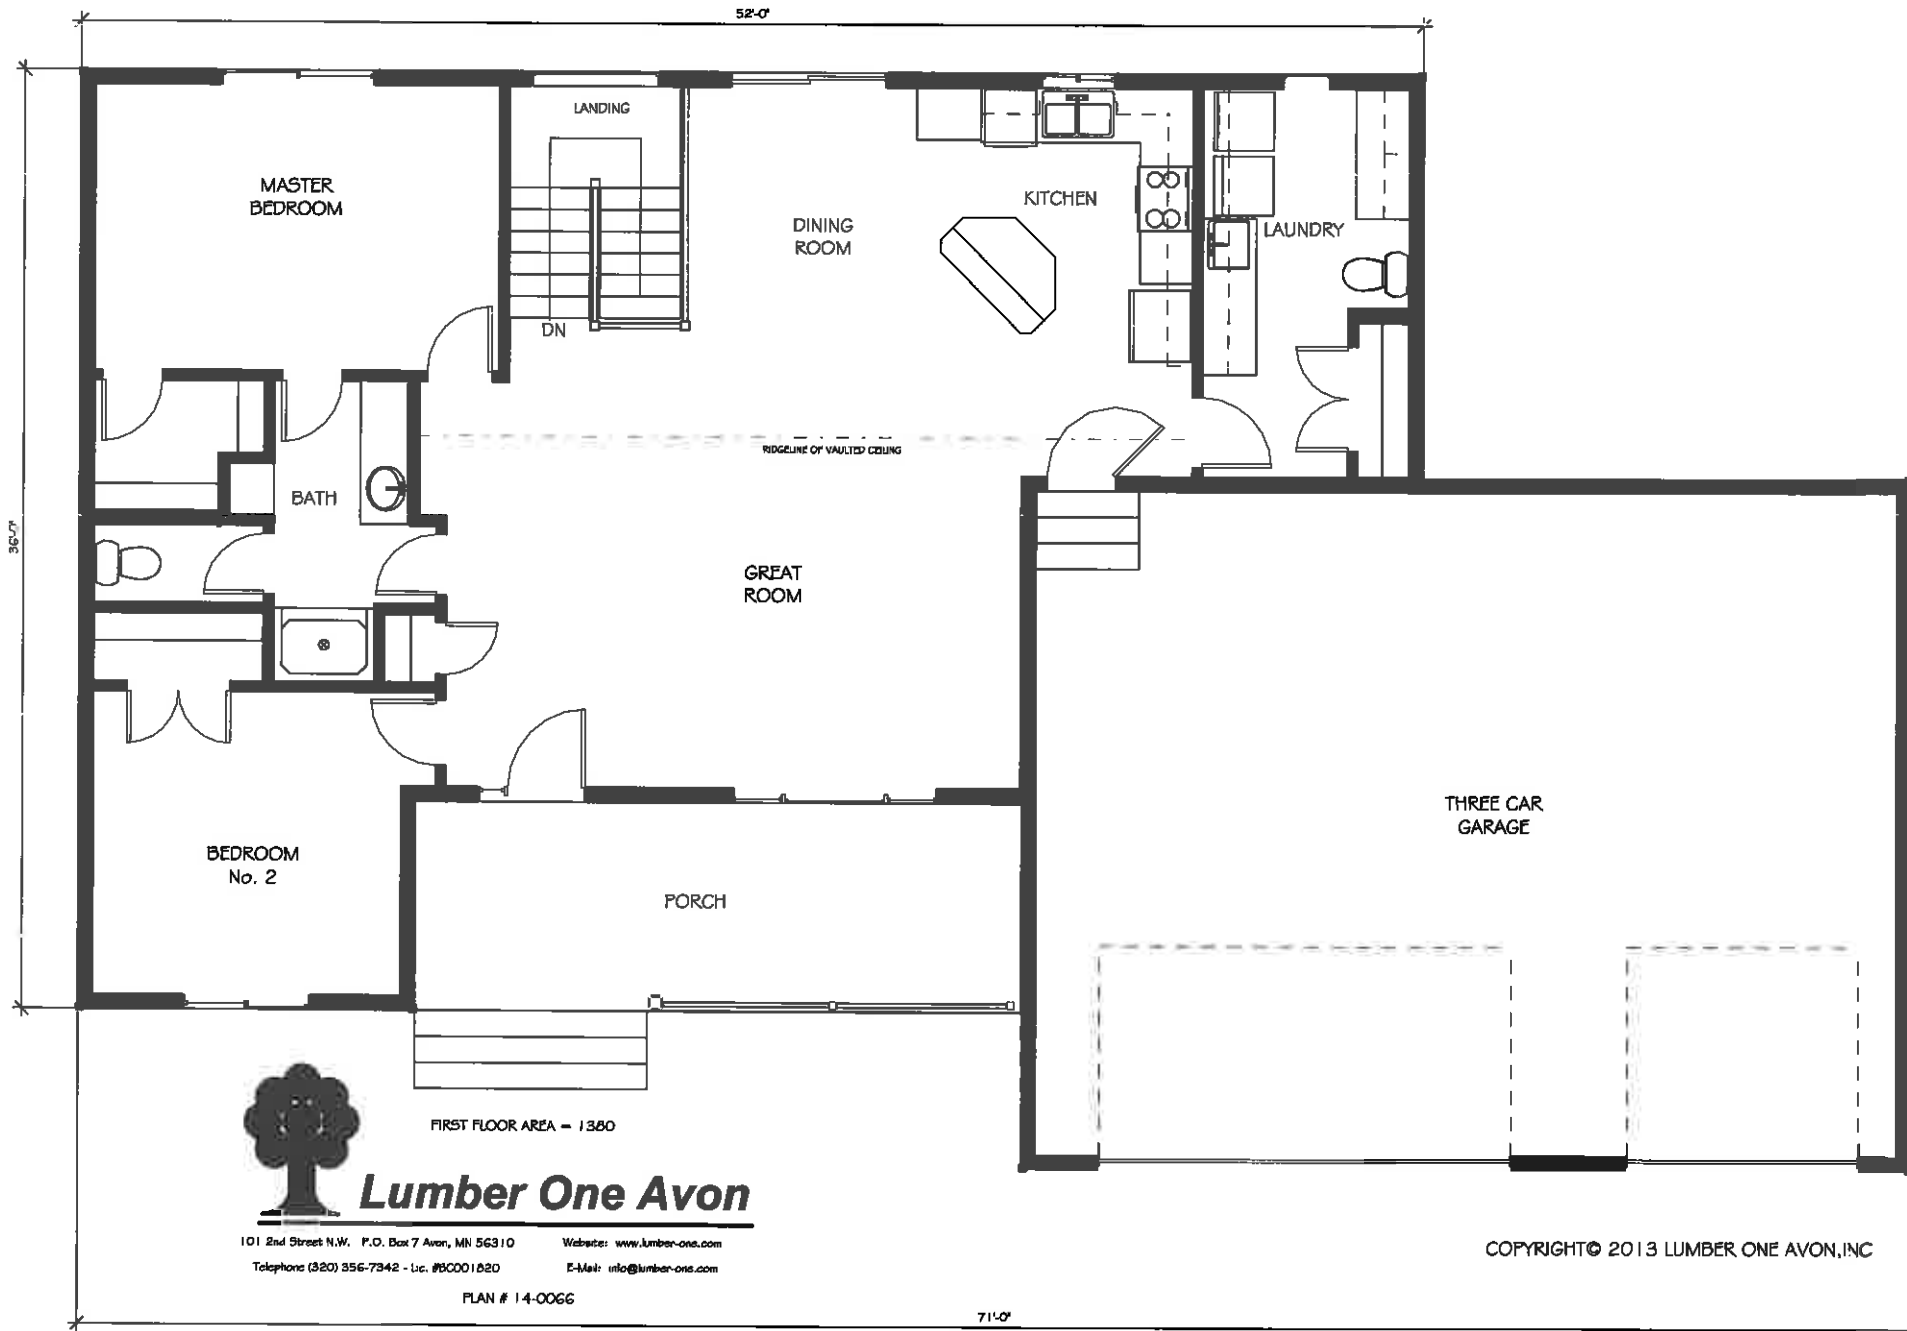 52'-0"
LANDING
MASTER
BEDROOM
KITCHEN
DINING
ROOM
LAUNDRY
DN
RIDGELINE OF VAULTED CEILING
BATH
36'-0"
GREAT
ROOM
THREE CAR
GARAGE
BEDROOM
No. 2
PORCH
FIRST FLOOR AREA = 1380
Lumber One Avon
101 2nd Street N.W. P.O. Box 7 Avon, MN 56310 Website: www.lumber-one.com
Telephone (320) 356-7342 - Lic. #BC001820 E-Mail: info@lumber-one.com
COPYRIGHT© 2013 LUMBER ONE AVON,INC
PLAN # 14-0066
71'-0"